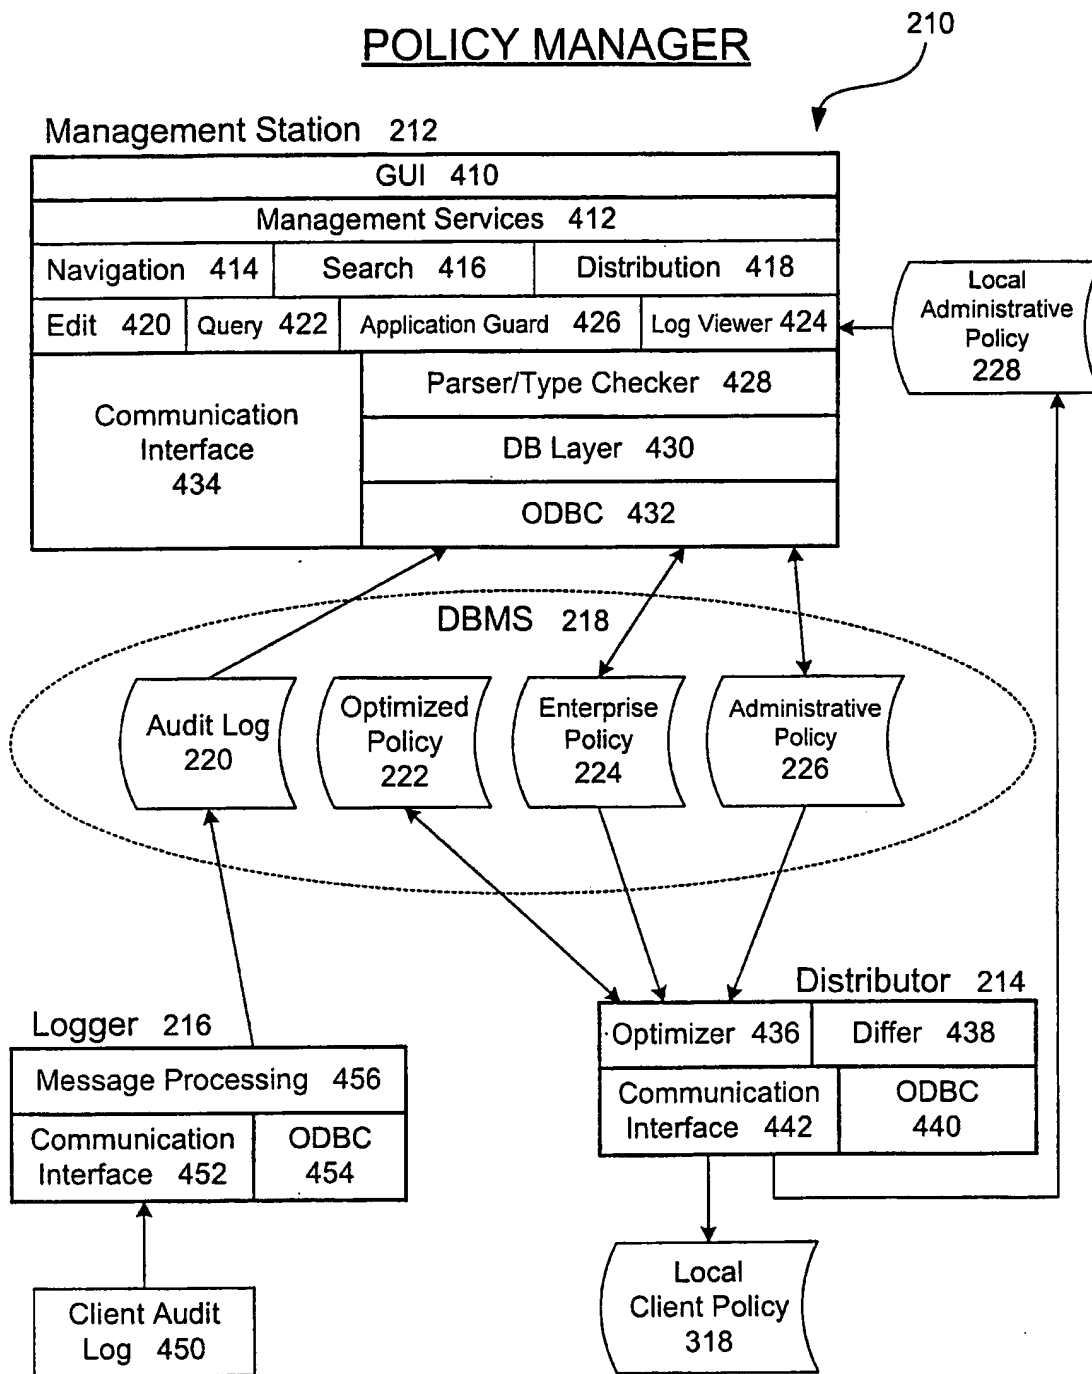 POLICY MANAGER
210
Management Station 212
GUI 410
Management Services 412
Navigation 414
Search 416
Distribution 418
Edit 420
Query 422
Application Guard 426
Log Viewer 424
Local
Administrative
Policy
228
Communication
Interface
434
Parser/Type Checker 428
DB Layer 430
ODBC 432
DBMS 218
Audit Log
220
Optimized
Policy
222
Enterprise
Policy
224
Administrative
Policy
226
Distributor 214
Optimizer 436
Differ 438
Communication
Interface 442
ODBC
440
Logger 216
Message Processing 456
Communication
Interface 452
ODBC
454
Client Audit
Log 450
Local
Client Policy
318